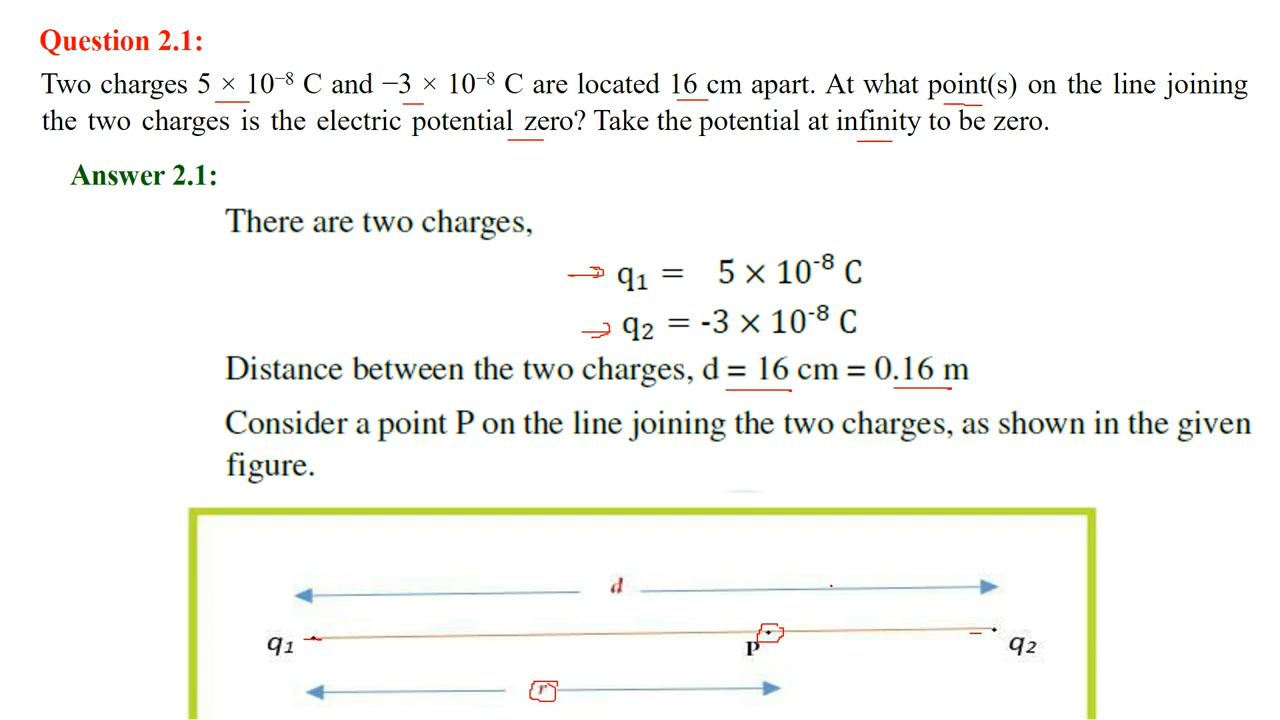 Question 2.1:
Two charges 5 × 10⁻⁸ C and −3 × 10⁻⁸ C are located 16 cm apart. At what point(s) on the line joining
the two charges is the electric potential zero? Take the potential at infinity to be zero.
Answer 2.1:
There are two charges,
q₁ = 5 × 10⁻⁸ C
q₂ = -3 × 10⁻⁸ C
Distance between the two charges, d = 16 cm = 0.16 m
Consider a point P on the line joining the two charges, as shown in the given
figure.
d
q₁ P q₂
r